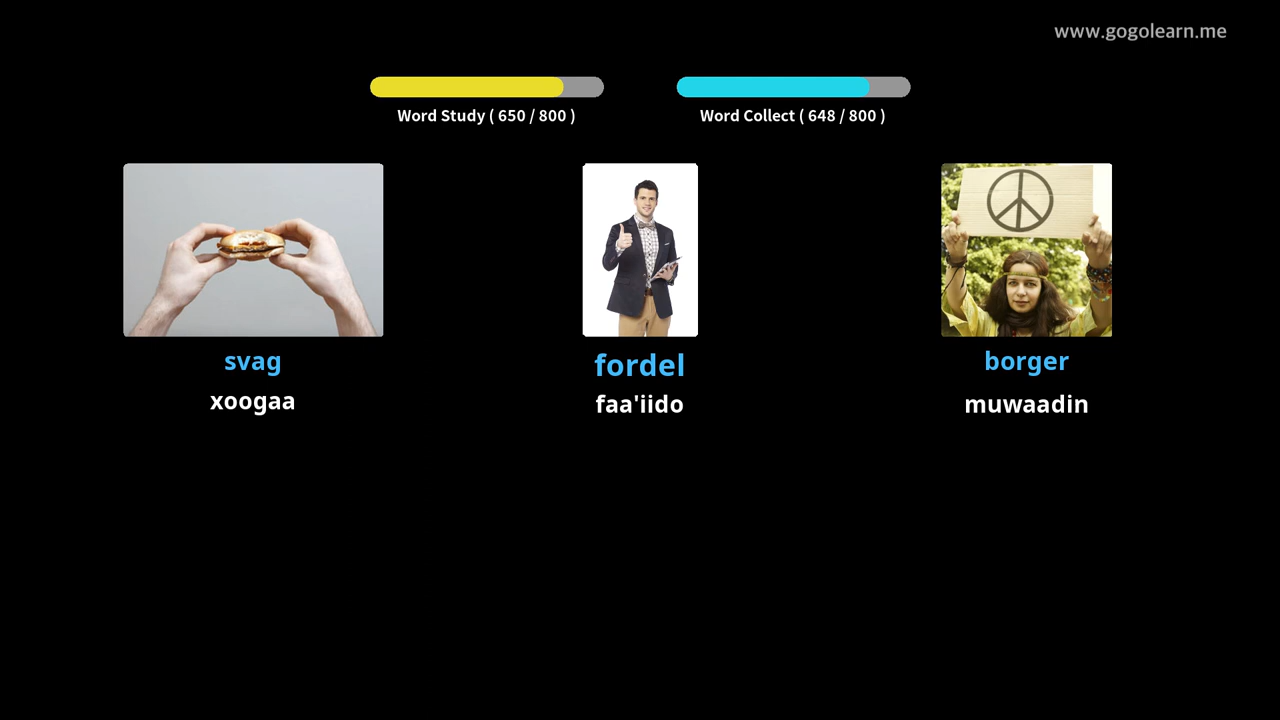 www.gogolearn.me
Word Study ( 650 / 800 )
Word Collect ( 648 / 800 )
svag
xoogaa
fordel
faa'iido
borger
muwaadin